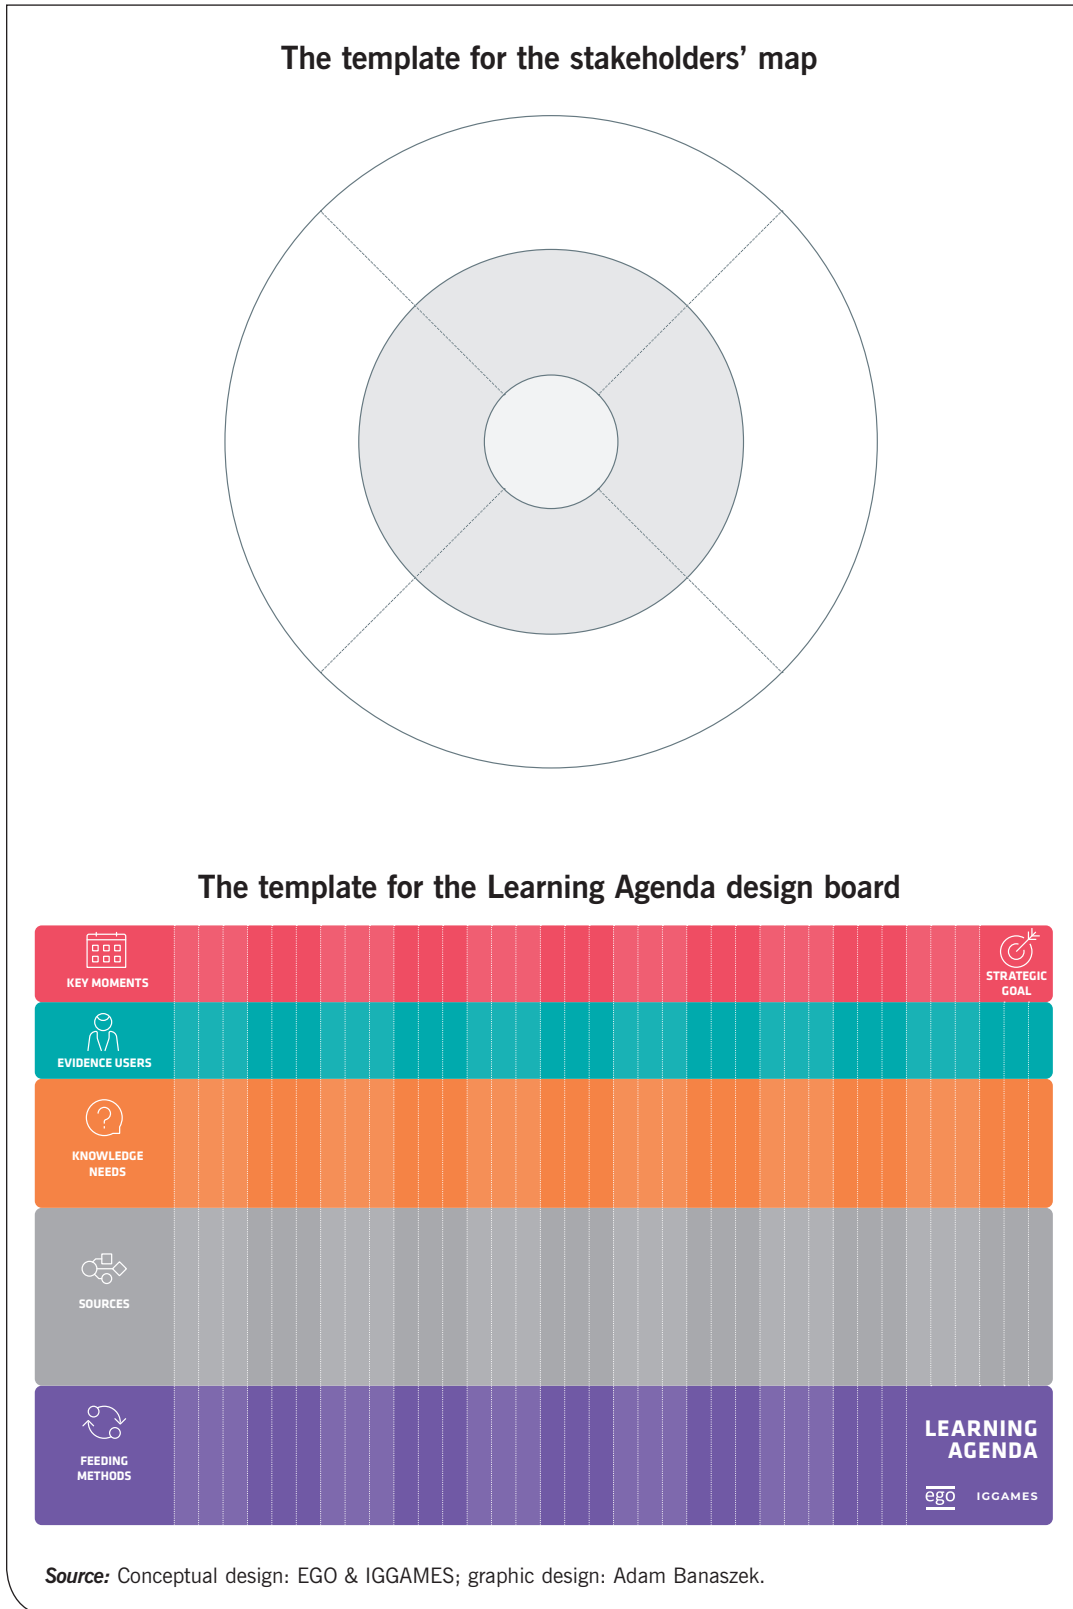 The template for the stakeholders’ map
The template for the Learning Agenda design board
KEY MOMENTS
STRATEGIC
GOAL
EVIDENCE USERS
KNOWLEDGE
NEEDS
SOURCES
FEEDING
METHODS
LEARNING
AGENDA
ego IGGAMES
Source: Conceptual design: EGO & IGGAMES; graphic design: Adam Banaszek.